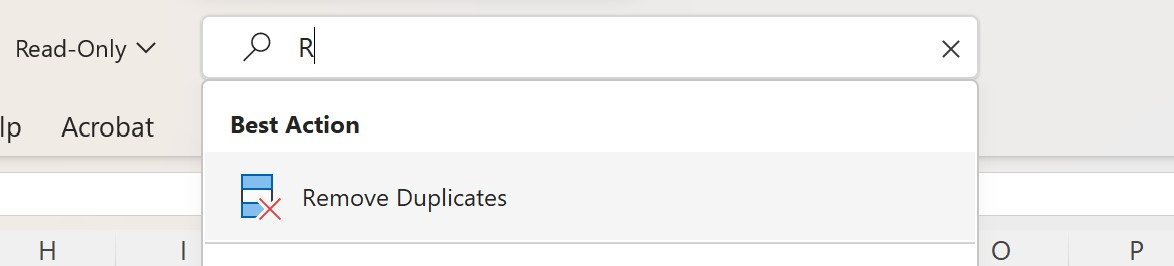 Read-Only
R
lp Acrobat
Best Action
Remove Duplicates
H I O P